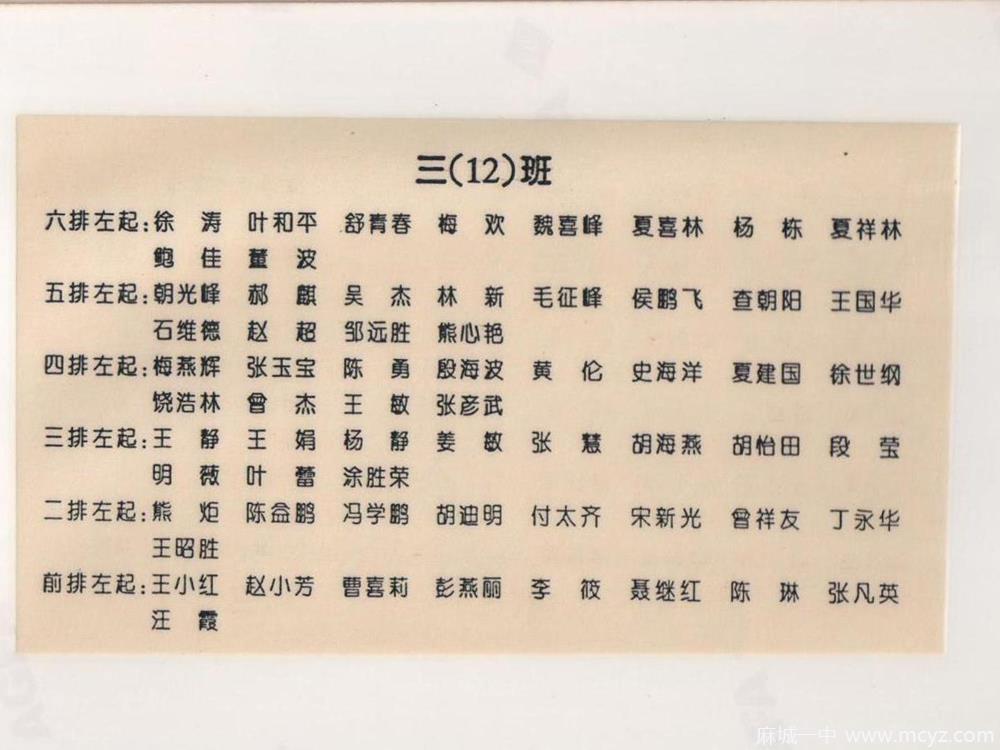 三(12)班
六排左起:徐 涛 叶和平 舒青春 梅 欢 魏喜峰 夏喜林 杨 栋 夏祥林
鲍 佳 董 波
五排左起:朝光峰 郝 麒 吴 杰 林 新 毛征峰 侯鹏飞 查朝阳 王国华
石维德 赵 超 邹远胜 熊心艳
四排左起:梅燕辉 张玉宝 陈 勇 殷海波 黄 伦 史海洋 夏建国 徐世纲
饶浩林 曾 杰 王 敏 张彦武
三排左起:王 静 王 娟 杨 静 姜 敏 张 慧 胡海燕 胡怡田 段 莹
明 薇 叶 蕾 涂胜荣
二排左起:熊 炬 陈益鹏 冯学鹏 胡迪明 付太齐 宋新光 曾祥友 丁永华
王昭胜
前排左起:王小红 赵小芳 曹喜莉 彭燕丽 李 筱 聂继红 陈 琳 张凡英
汪 霞
麻城一中 www.mcyz.com